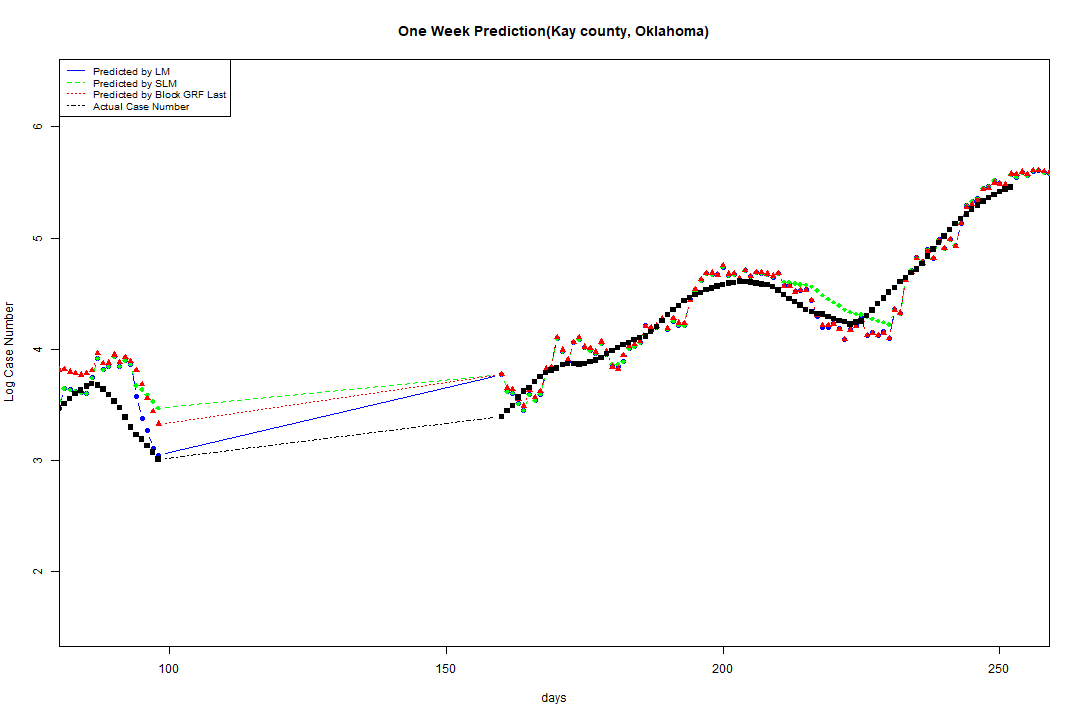 One Week Prediction(Kay county, Oklahoma)
Predicted by LM
Predicted by SLM
Predicted by Block GRF Last
Actual Case Number
6
5
4
3
2
Log Case Number
100
150
200
250
days